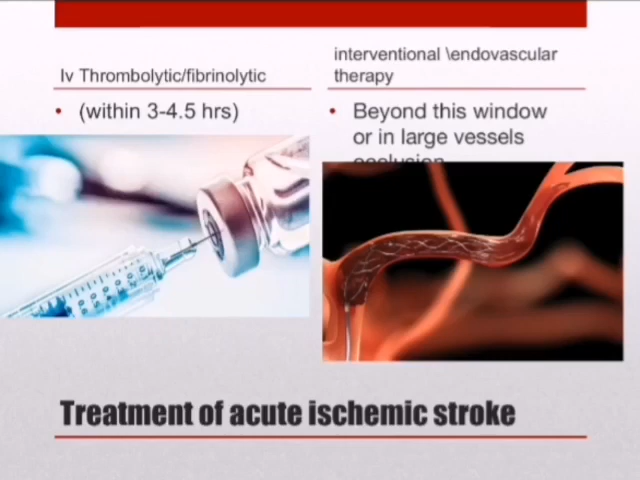 Iv Thrombolytic/fibrinolytic
• (within 3-4.5 hrs)
interventional \endovascular
therapy
• Beyond this window
or in large vessels
occlusion
Treatment of acute ischemic stroke